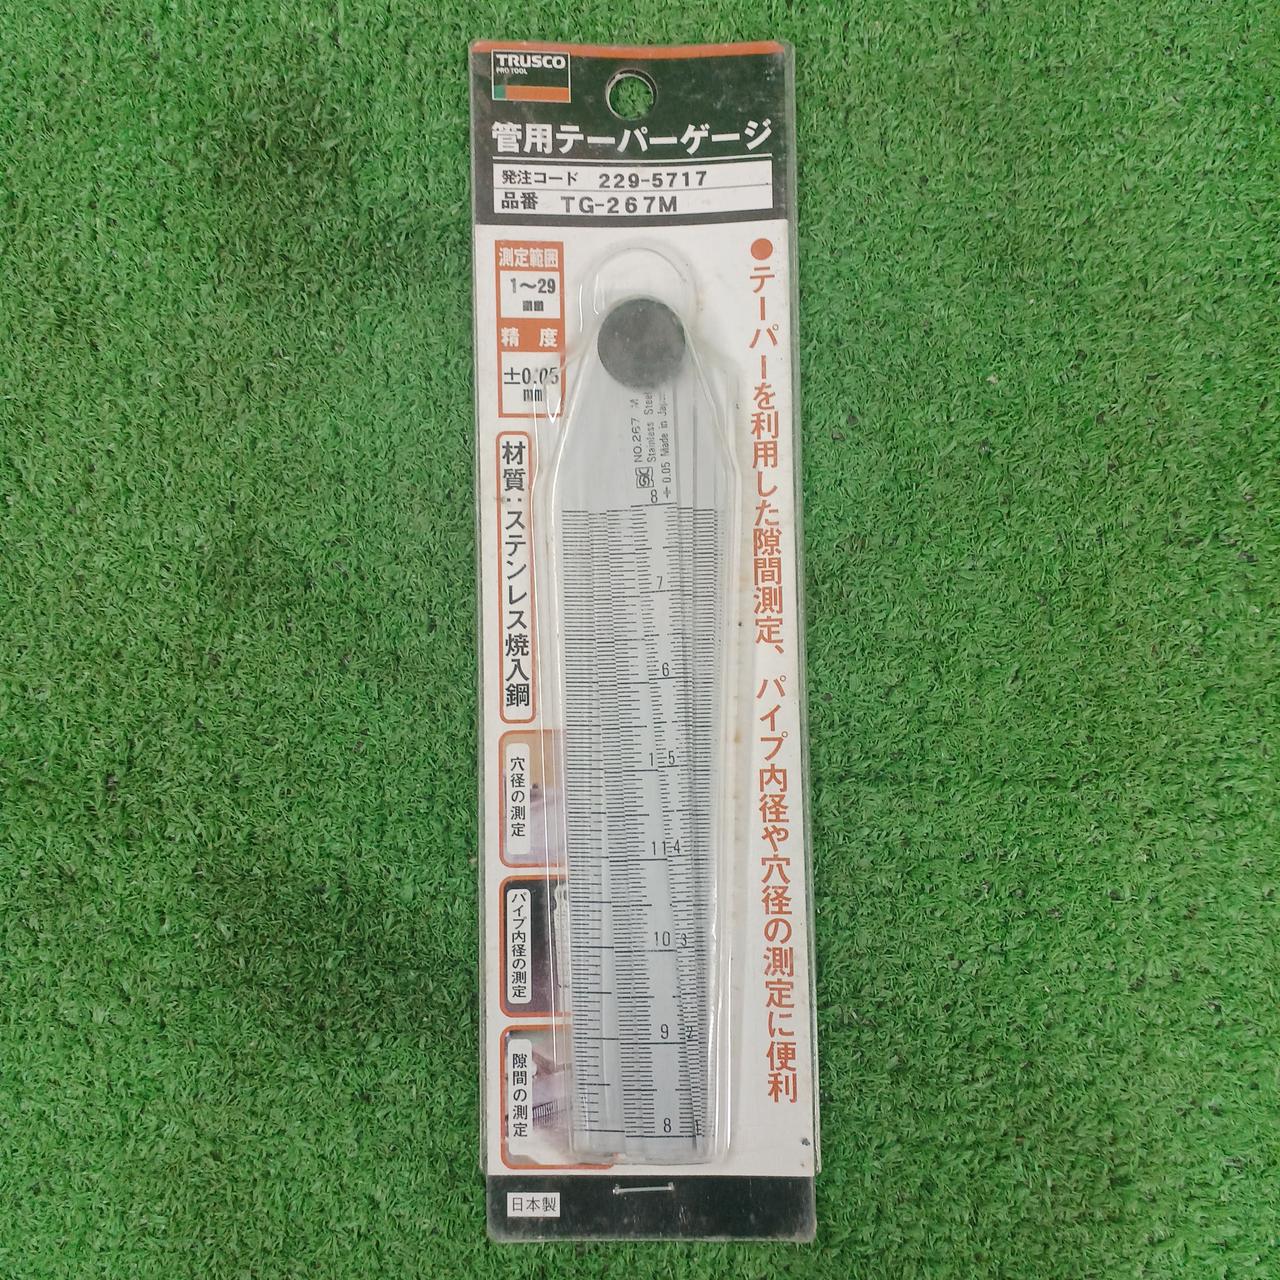 TRUSCO
PRO TOOL
管用テーパーゲージ
発注コード 229-5717
品番 TG-267M
測定範囲
1～29
mm
精度
±0.05
mm
材質：ステンレス焼入鋼
穴径の測定
パイプ内径の測定
隙間の測定
●テーパーを利用した隙間測定、パイプ内径や穴径の測定に便利
NO.267 M
Stainless Steel
±0.05 Made in Japan
8
7
6
1 5
11 4
10 3
9 2
8 1
日本製